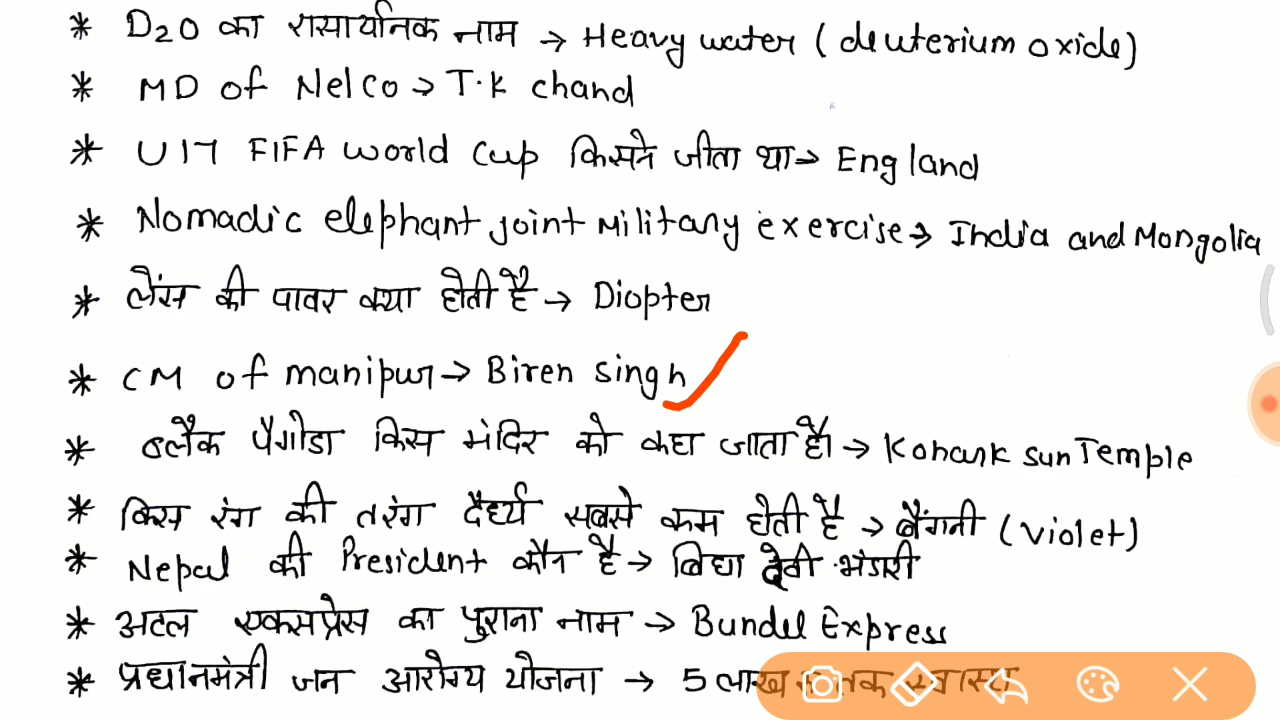 * D2O का रासायनिक नाम → Heavy water (deuterium oxide)
* MD of Nelco → T.K chand
* U17 FIFA world Cup किसने जीता था → England
* Nomadic elephant joint Military exercise → India and Mongolia
* लेंस की पावर क्या होती है → Diopter
* CM of manipur → Biren singh
* ब्लैक पैगोडा किस मंदिर को कहा जाता है। → Konark sun Temple
* किस रंग की तरंग दैर्ध्य सबसे कम होती है → बैंगनी (violet)
* Nepal की President कौन है → विद्या देवी भंडारी
* अटल एक्सप्रेस का पुराना नाम → Bundel Express
* प्रधानमंत्री जन आरोग्य योजना → 5 लाख तक